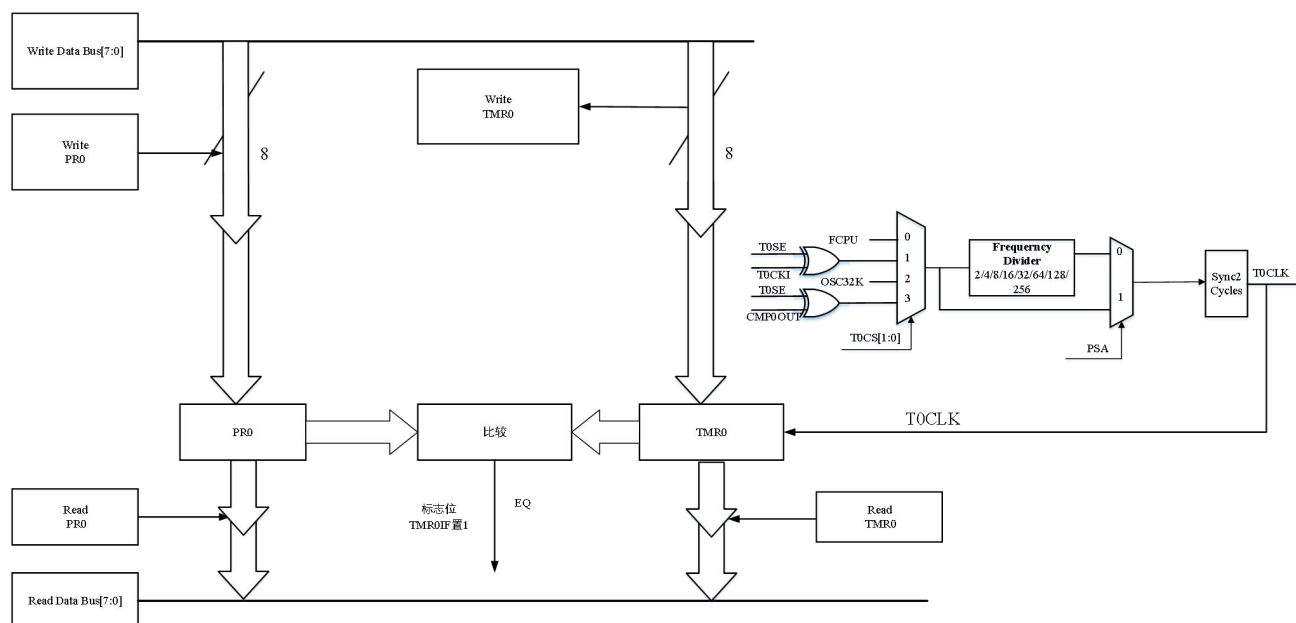 Write Data Bus[7:0]
Write
PR0
8
Write
TMR0
8
FCPU
T0SE
T0CKI
OSC32K
T0SE
CMP0OUT
0
1
2
3
T0CS[1:0]
Frequerncy
Divider
2/4/8/16/32/64/128/
256
0
1
PSA
Sync2
Cycles
T0CLK
T0CLK
PR0
比较
TMR0
Read
PR0
标志位
TMR0IF置1
EQ
Read
TMR0
Read Data Bus[7:0]